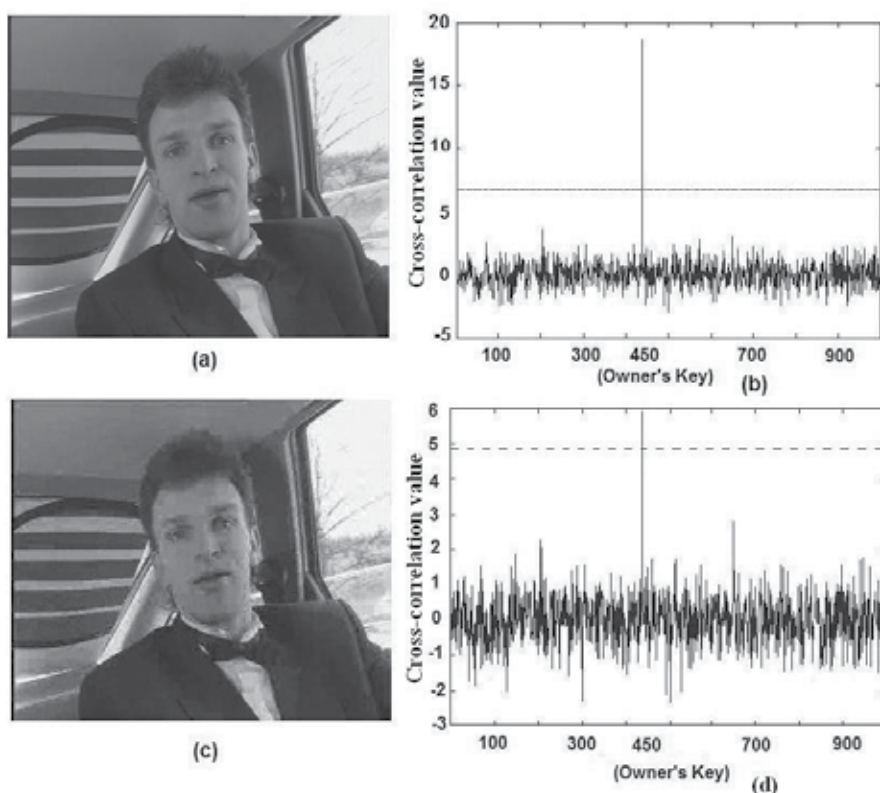 (a)
Cross-correlation value
20
15
10
5
0
-5
100 300 450 700 900
(Owner's Key) (b)
(c)
Cross-correlation value
6
5
4
3
2
1
0
-1
-2
-3
100 300 450 700 900
(Owner's Key)
(d)